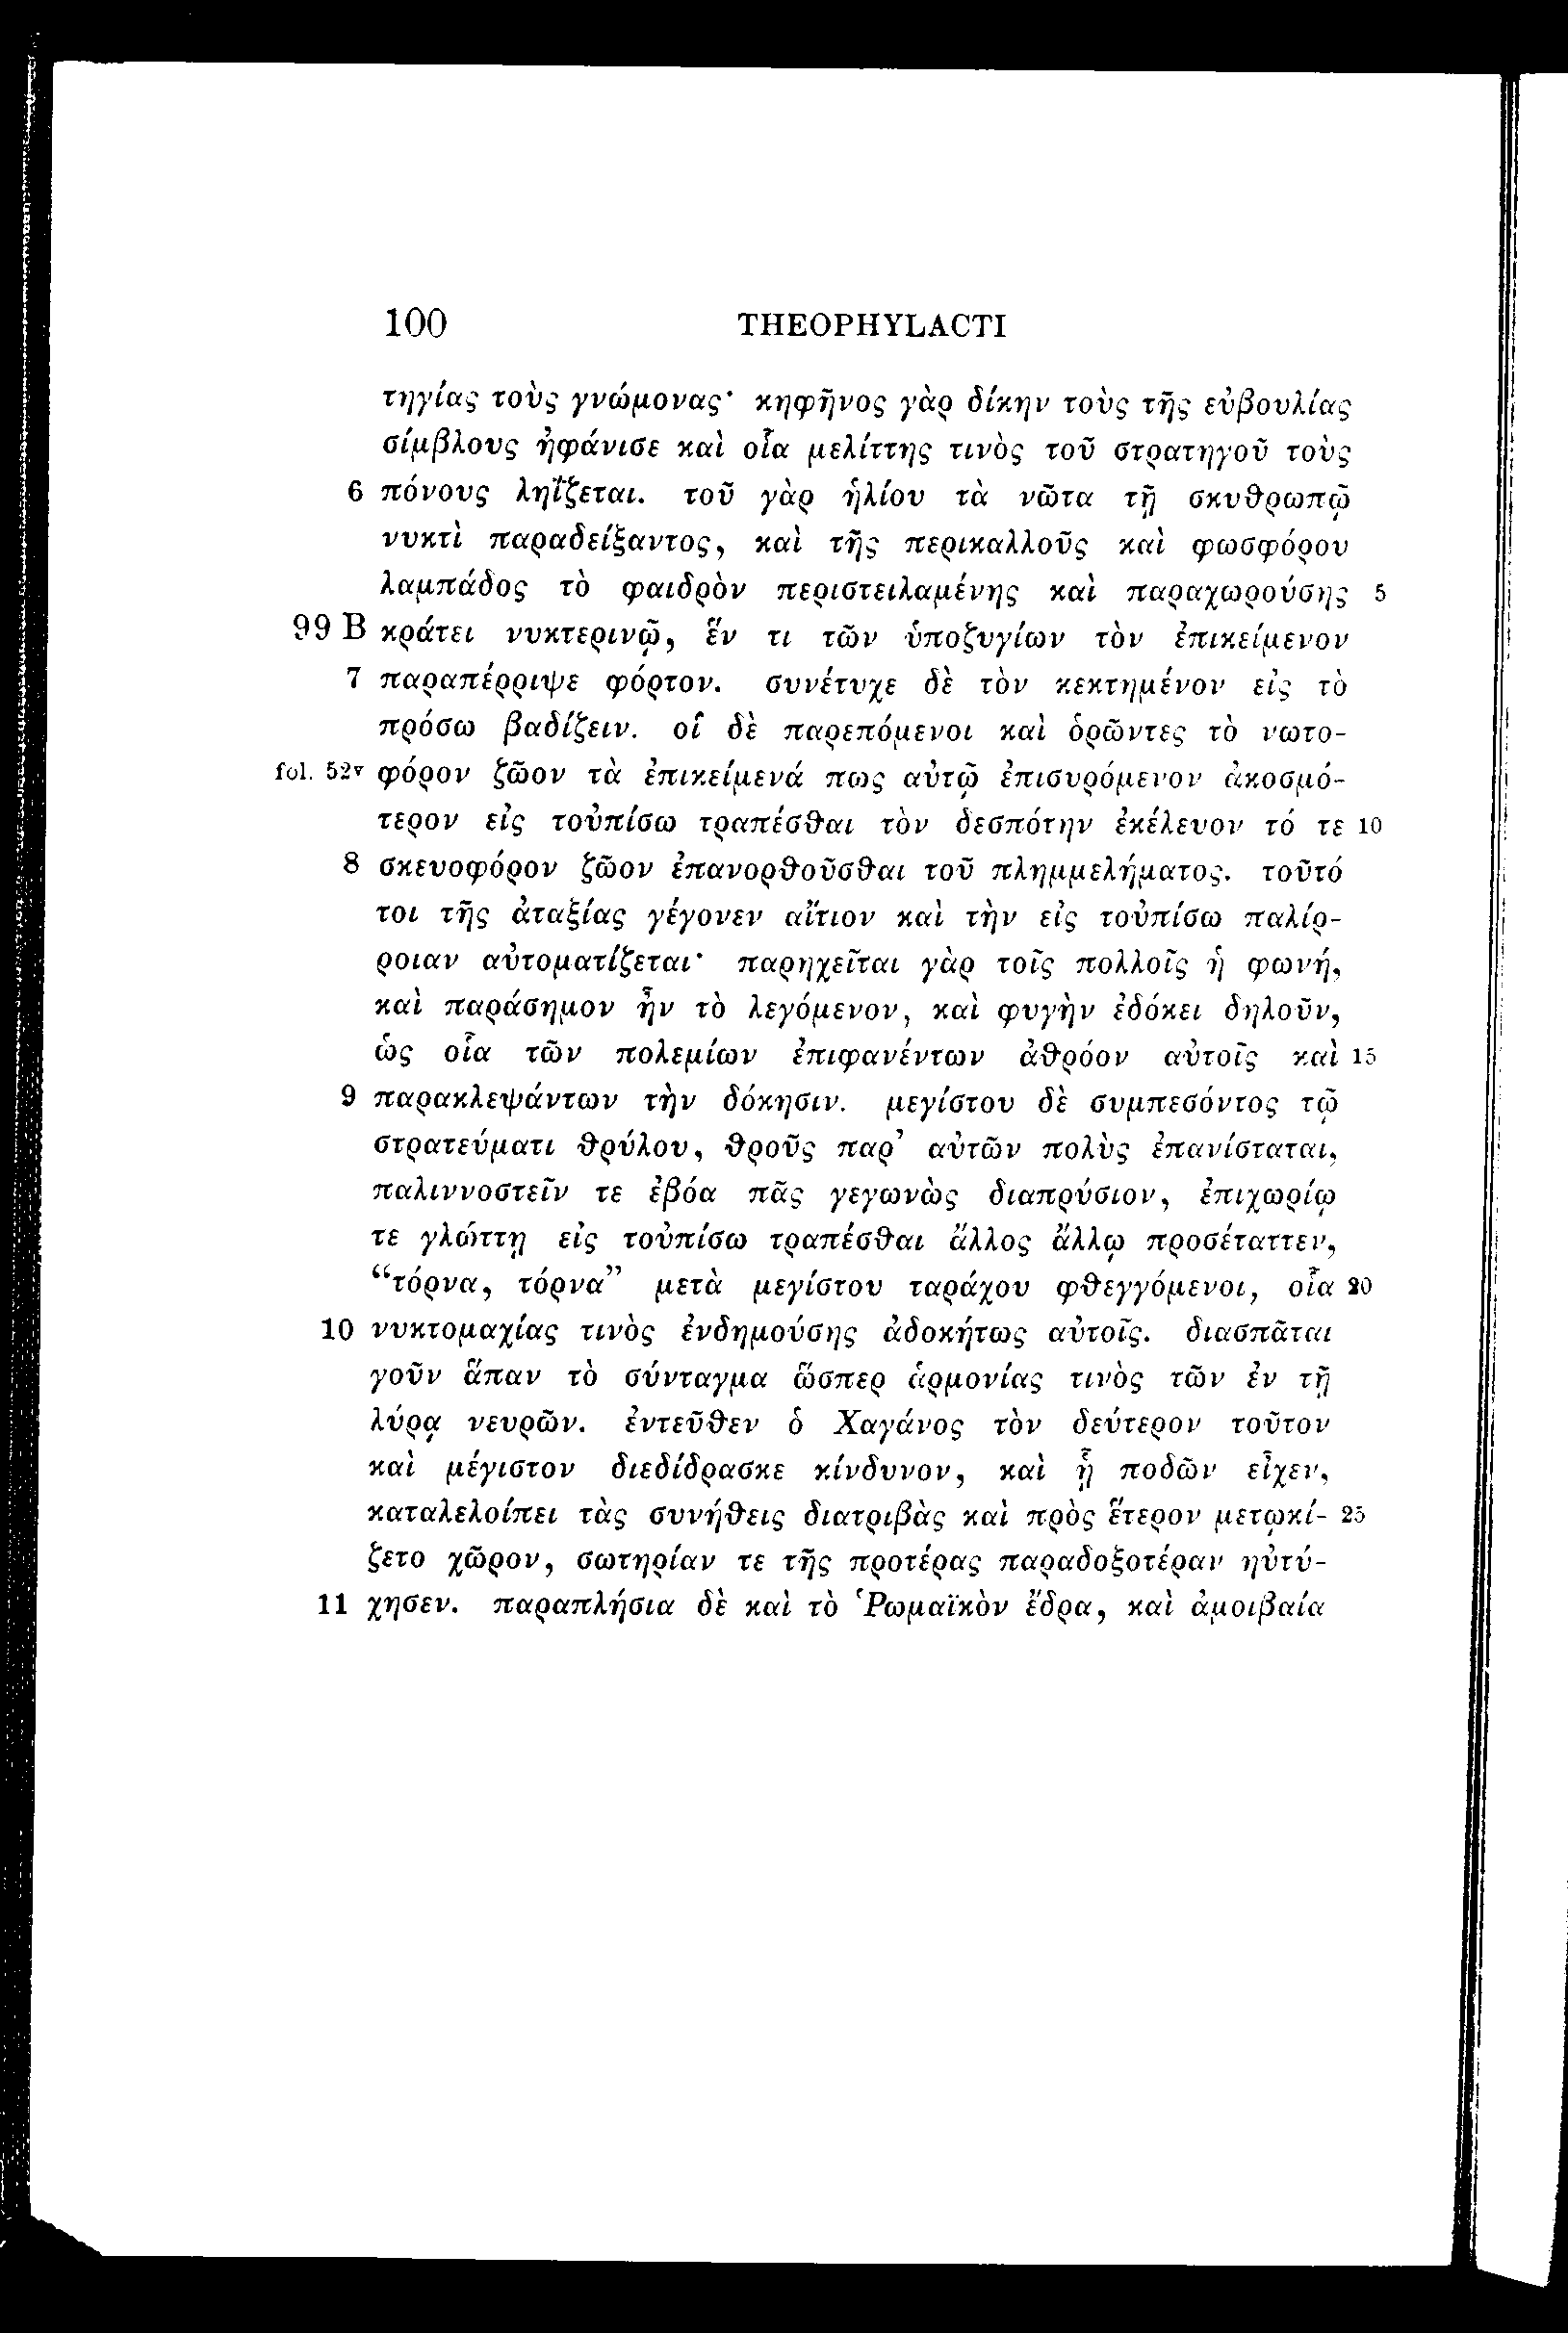 100 THEOPHYLACTI
τηγίας τοὺς γνώμονας· κηφῆνος γὰρ δίκην τοὺς τῆς εὐβουλίας
σίμβλους ἠφάνισε καὶ οἷα μελίττης τινὸς τοῦ στρατηγοῦ τοὺς
6 πόνους ληΐζεται. τοῦ γὰρ ἡλίου τὰ νῶτα τῇ σκυθρωπῷ
νυκτὶ παραδείξαντος, καὶ τῆς περικαλλοῦς καὶ φωσφόρου
λαμπάδος τὸ φαιδρὸν περιστειλαμένης καὶ παραχωρούσης 5
99 B κράτει νυκτερινῷ, ἕν τι τῶν ὑποζυγίων τὸν ἐπικείμενον
7 παραπέρριψε φόρτον. συνέτυχε δὲ τὸν κεκτημένον εἰς τὸ
πρόσω βαδίζειν. οἱ δὲ παρεπόμενοι καὶ ὁρῶντες τὸ νωτο-
fol. 52v φόρον ζῶον τὰ ἐπικείμενά πως αὐτῷ ἐπισυρόμενον ἀκοσμό-
τερον εἰς τοὐπίσω τραπέσθαι τὸν δεσπότην ἐκέλευον τό τε 10
8 σκευοφόρον ζῶον ἐπανορθοῦσθαι τοῦ πλημμελήματος. τοῦτό
τοι τῆς ἀταξίας γέγονεν αἴτιον καὶ τὴν εἰς τοὐπίσω παλίρ-
ροιαν αὐτοματίζεται· παρηχεῖται γὰρ τοῖς πολλοῖς ἡ φωνή,
καὶ παράσημον ἦν τὸ λεγόμενον, καὶ φυγὴν ἐδόκει δηλοῦν,
ὡς οἷα τῶν πολεμίων ἐπιφανέντων ἀθρόον αὐτοῖς καὶ 15
9 παρακλεψάντων τὴν δόκησιν. μεγίστου δὲ συμπεσόντος τῷ
στρατεύματι θρύλου, θροῦς παρ’ αὐτῶν πολὺς ἐπανίσταται,
παλιννοστεῖν τε ἐβόα πᾶς γεγωνὼς διαπρύσιον, ἐπιχωρίῳ
τε γλώττῃ εἰς τοὐπίσω τραπέσθαι ἄλλος ἄλλῳ προσέταττεν,
“τόρνα, τόρνα” μετὰ μεγίστου ταράχου φθεγγόμενοι, οἷα 20
10 νυκτομαχίας τινὸς ἐνδημούσης ἀδοκήτως αὐτοῖς. διασπᾶται
γοῦν ἅπαν τὸ σύνταγμα ὥσπερ ἁρμονίας τινὸς τῶν ἐν τῇ
λύρᾳ νευρῶν. ἐντεῦθεν ὁ Χαγάνος τὸν δεύτερον τοῦτον
καὶ μέγιστον διεδίδρασκε κίνδυνον, καὶ ᾗ ποδῶν εἶχεν,
καταλελοίπει τὰς συνήθεις διατριβὰς καὶ πρὸς ἕτερον μετῳκί- 25
ζετο χῶρον, σωτηρίαν τε τῆς προτέρας παραδοξοτέραν ηὐτύ-
11 χησεν. παραπλήσια δὲ καὶ τὸ Ῥωμαϊκὸν ἔδρα, καὶ ἀμοιβαία